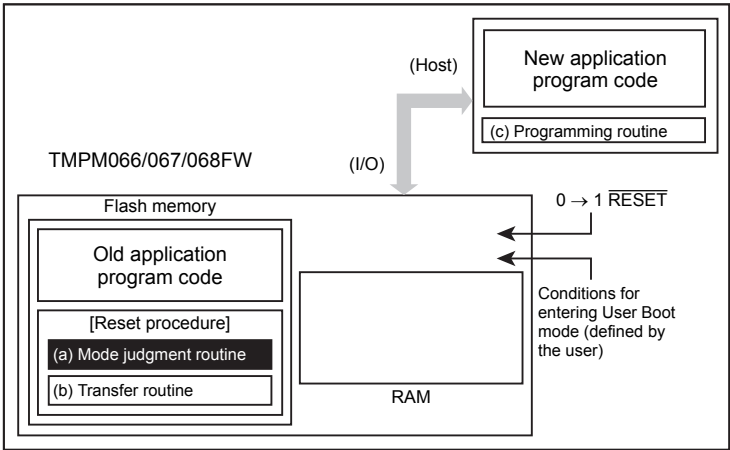 (Host)
New application
program code
(c) Programming routine
TMPM066/067/068FW
(I/O)
Flash memory
0 → 1 RESET
Old application
program code
[Reset procedure]
(a) Mode judgment routine
(b) Transfer routine
RAM
Conditions for
entering User Boot
mode (defined by
the user)